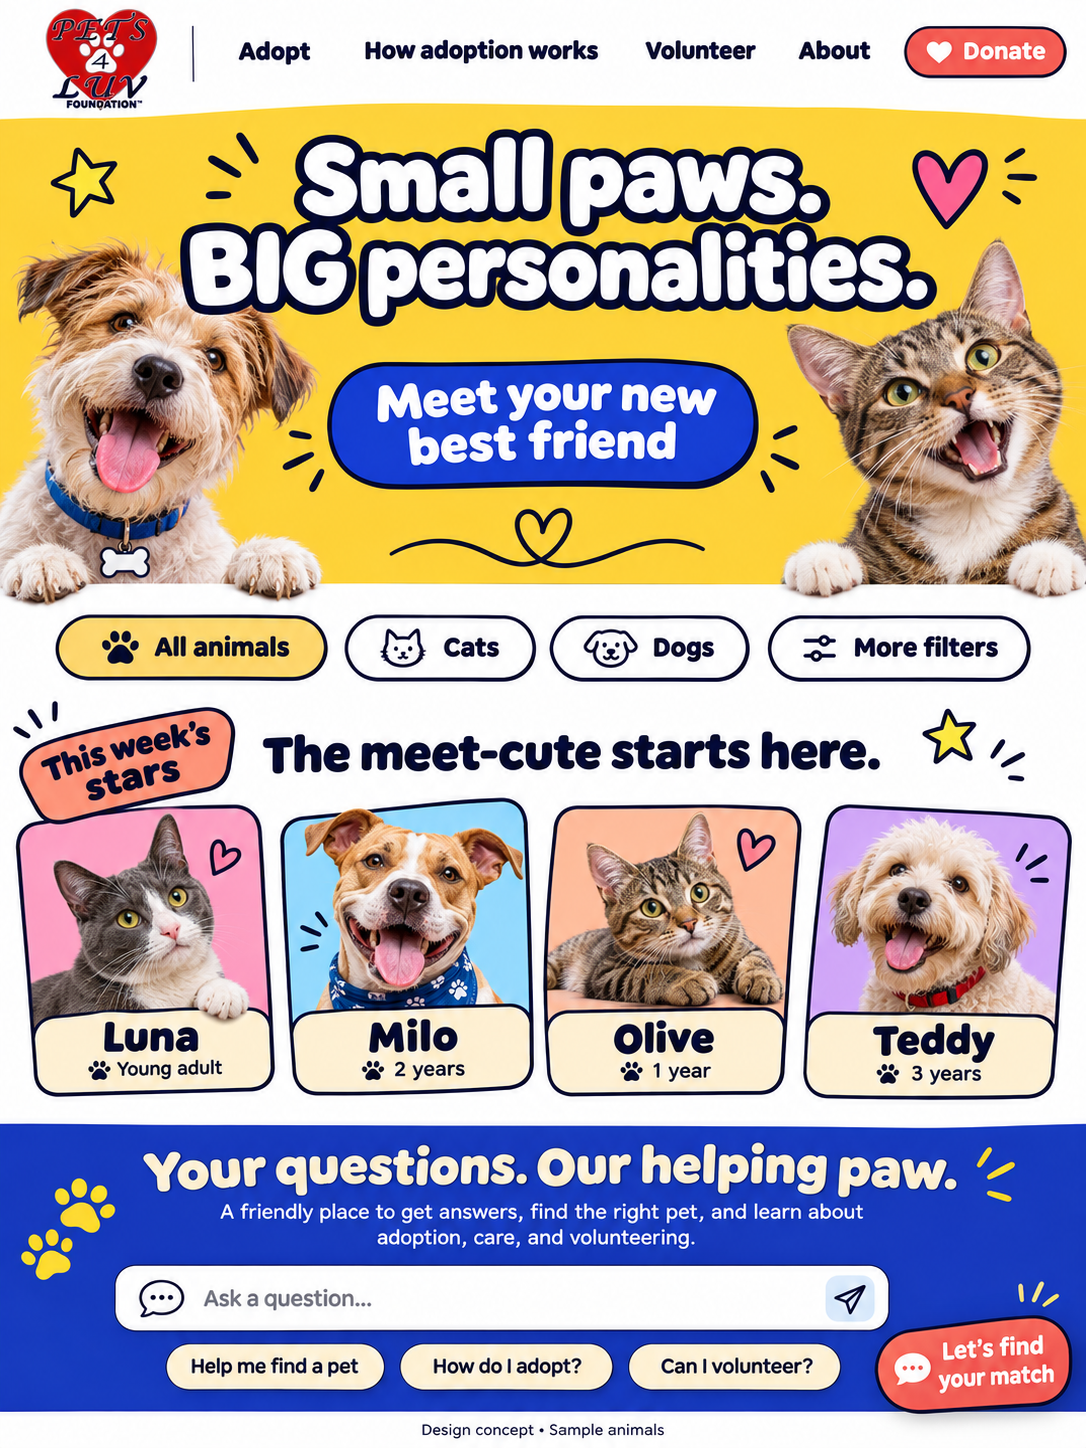 PETS
4
LUV
FOUNDATION™
Adopt
How adoption works
Volunteer
About
Donate
Small paws.
BIG personalities.
Meet your new
best friend
All animals
Cats
Dogs
More filters
This week's
stars
The meet-cute starts here.
Luna
Young adult
Milo
2 years
Olive
1 year
Teddy
3 years
Your questions. Our helping paw.
A friendly place to get answers, find the right pet, and learn about
adoption, care, and volunteering.
Ask a question...
Help me find a pet
How do I adopt?
Can I volunteer?
Let's find
your match
Design concept • Sample animals